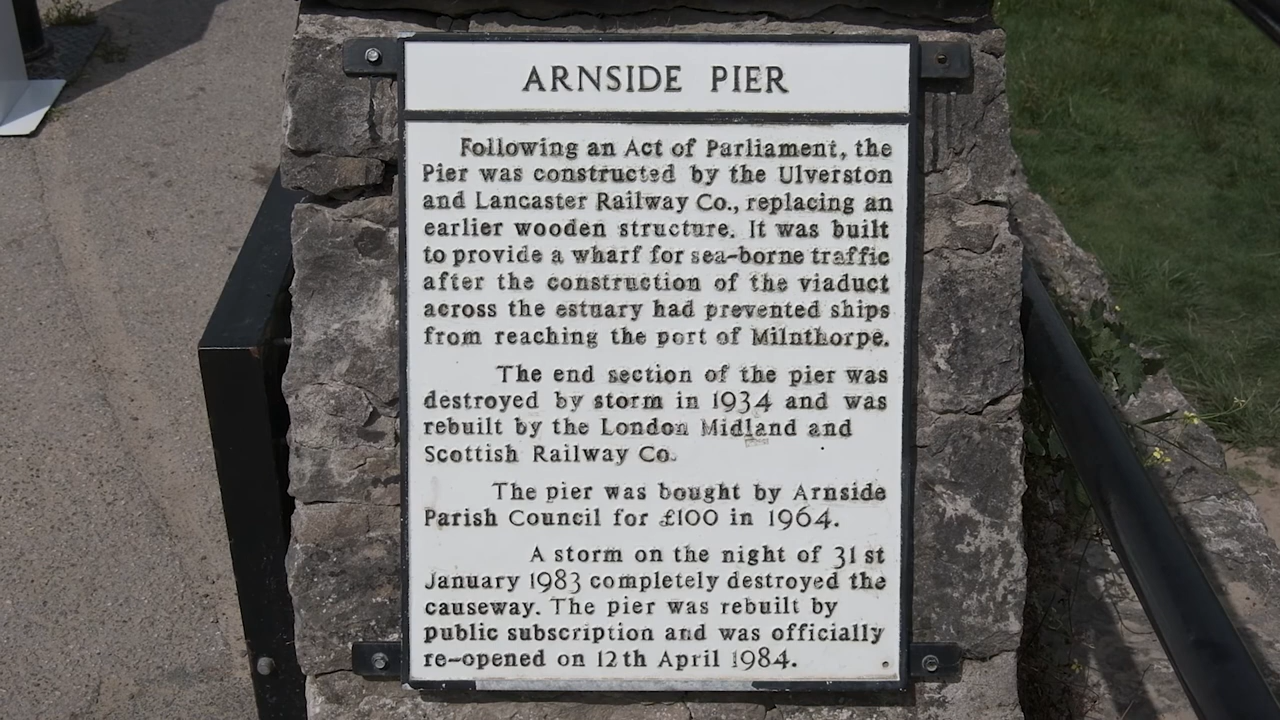 ARNSIDE PIER
Following an Act of Parliament, the
Pier was constructed by the Ulverston
and Lancaster Railway Co., replacing an
earlier wooden structure. It was built
to provide a wharf for sea-borne traffic
after the construction of the viaduct
across the estuary had prevented ships
from reaching the port of Milnthorpe.
The end section of the pier was
destroyed by storm in 1934 and was
rebuilt by the London Midland and
Scottish Railway Co.
The pier was bought by Arnside
Parish Council for £100 in 1964.
A storm on the night of 31st
January 1983 completely destroyed the
causeway. The pier was rebuilt by
public subscription and was officially
re-opened on 12th April 1984.